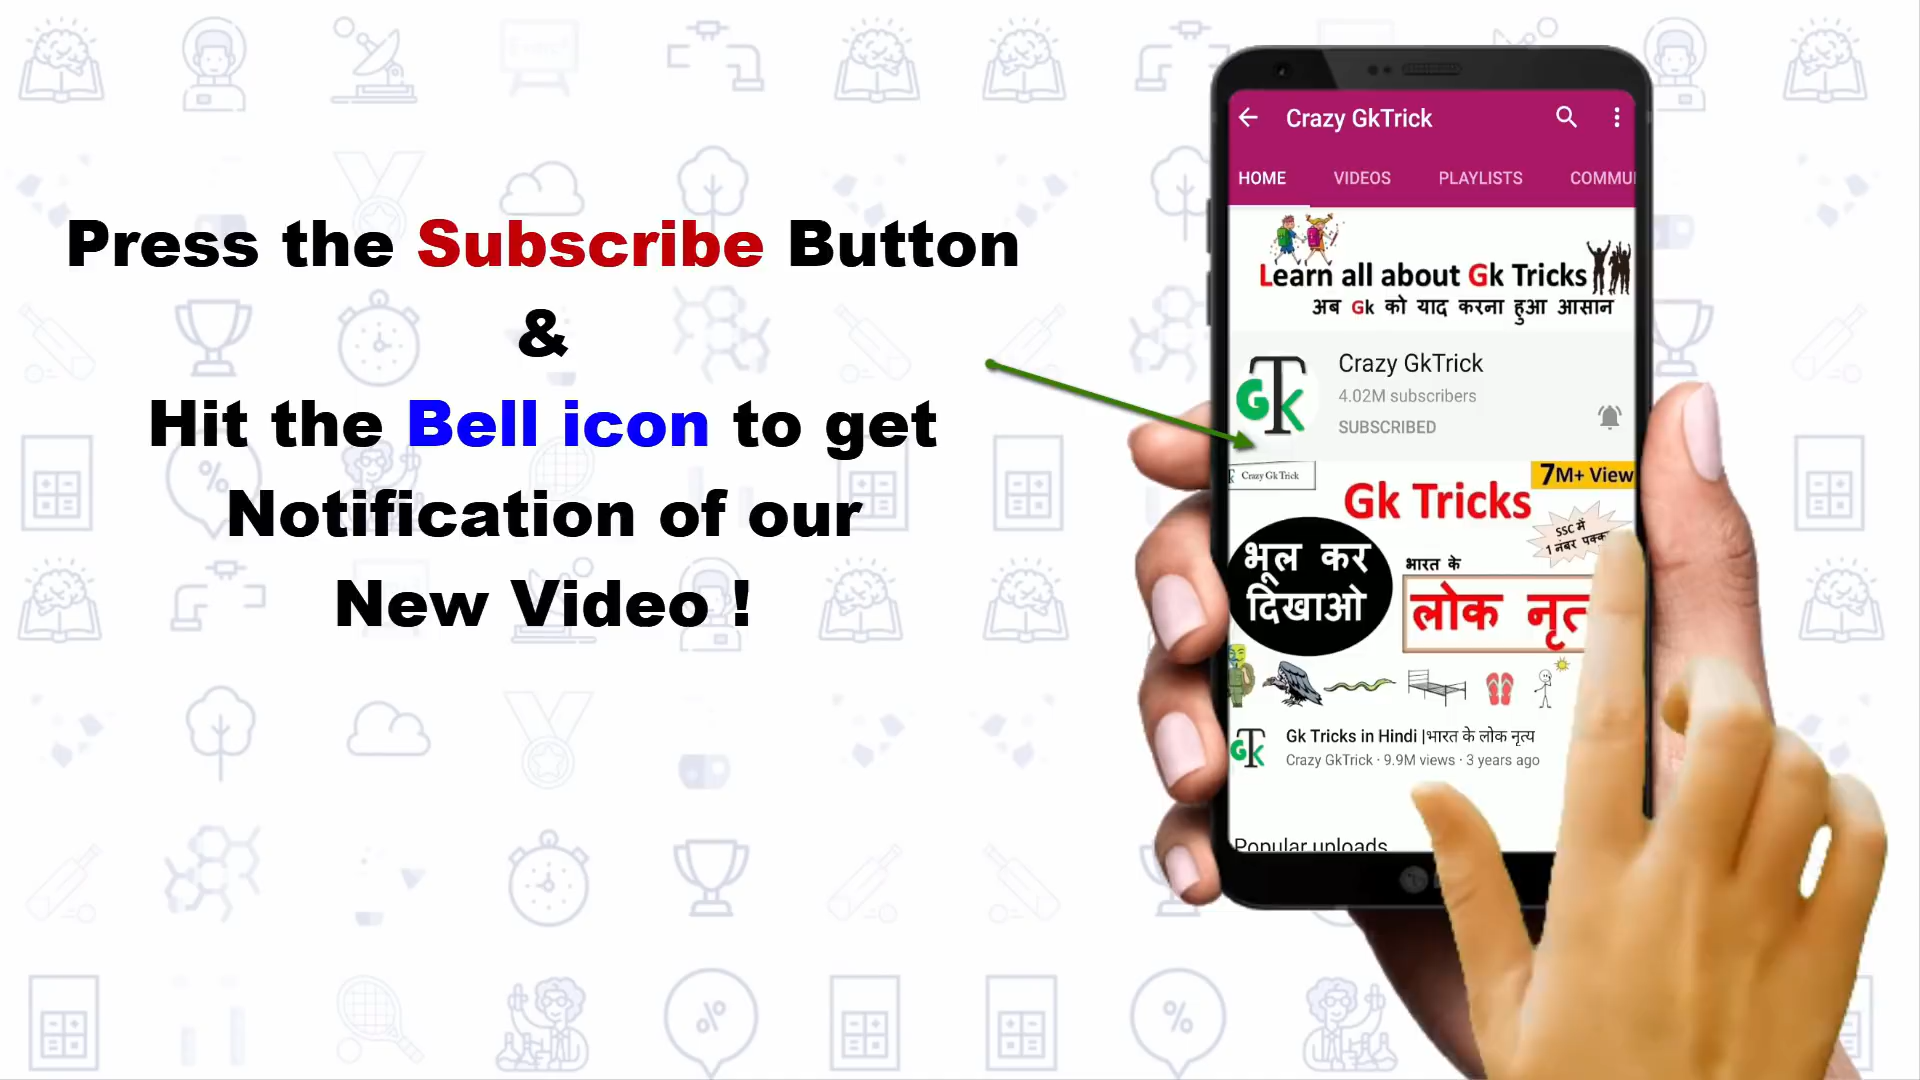 Press the Subscribe Button
&
Hit the Bell icon to get
Notification of our
New Video !
Crazy GkTrick
HOME VIDEOS PLAYLISTS COMMU
Learn all about Gk Tricks
अब Gk को याद करना हुआ आसान
Crazy GkTrick
4.02M subscribers
SUBSCRIBED
Crazy Gk Trick
7M+ View
Gk Tricks
SSC में
1 नंबर
भूल कर
दिखाओ
भारत के
लोक नृत
Gk Tricks in Hindi |भारत के लोक नृत्य
Crazy GkTrick · 9.9M views · 3 years ago
Popular uploads